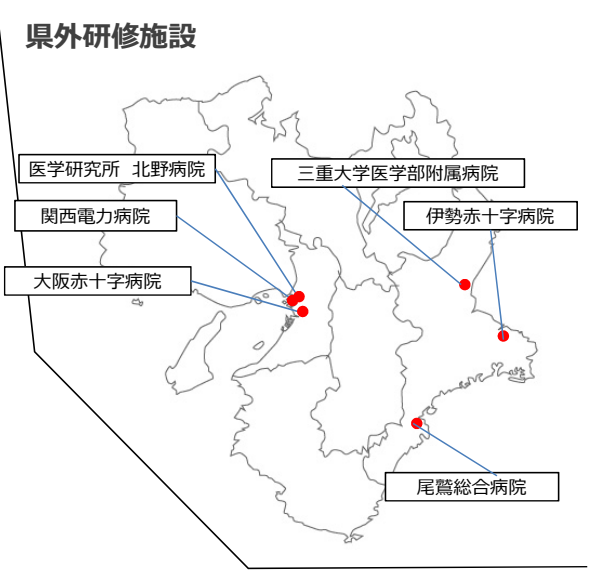 県外研修施設
医学研究所 北野病院
三重大学医学部附属病院
関西電力病院
伊勢赤十字病院
大阪赤十字病院
尾鷲総合病院